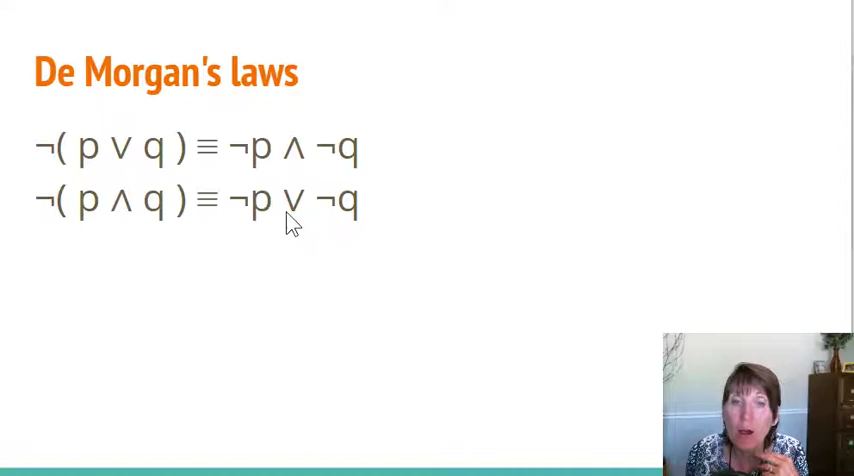 De Morgan's laws
¬( p ∨ q ) ≡ ¬p ∧ ¬q
¬( p ∧ q ) ≡ ¬p ∨ ¬q